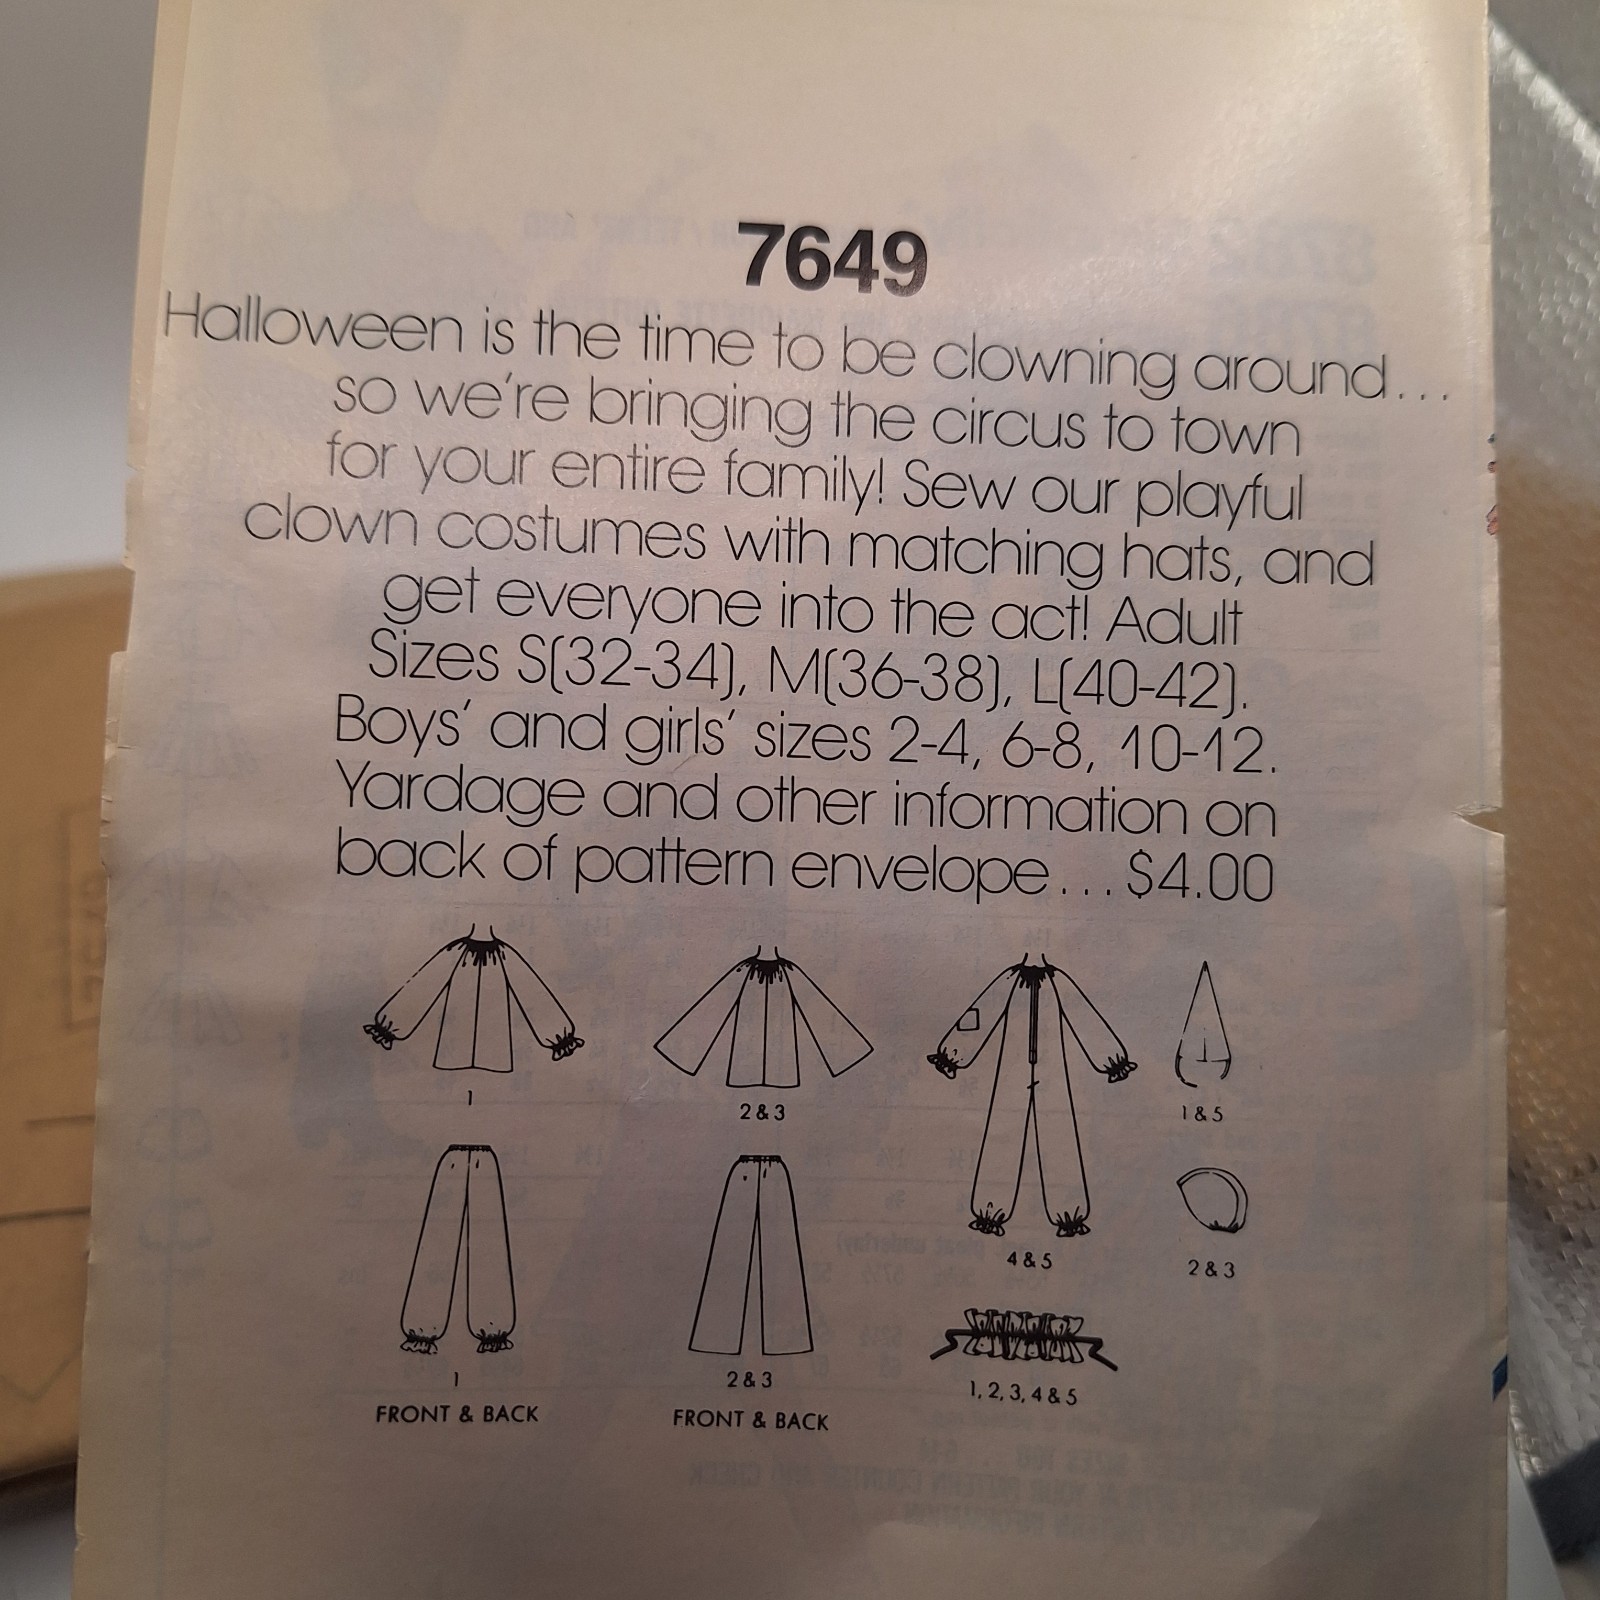 7649
Halloween is the time to be clowning around...
so we're bringing the circus to town
for your entire family! Sew our playful
clown costumes with matching hats, and
get everyone into the act! Adult
Sizes S(32-34), M(36-38), L(40-42).
Boys' and girls' sizes 2-4, 6-8, 10-12.
Yardage and other information on
back of pattern envelope...$4.00
1
2 & 3
4 & 5
1 & 5
2 & 3
1
FRONT & BACK
2 & 3
FRONT & BACK
1, 2, 3, 4 & 5